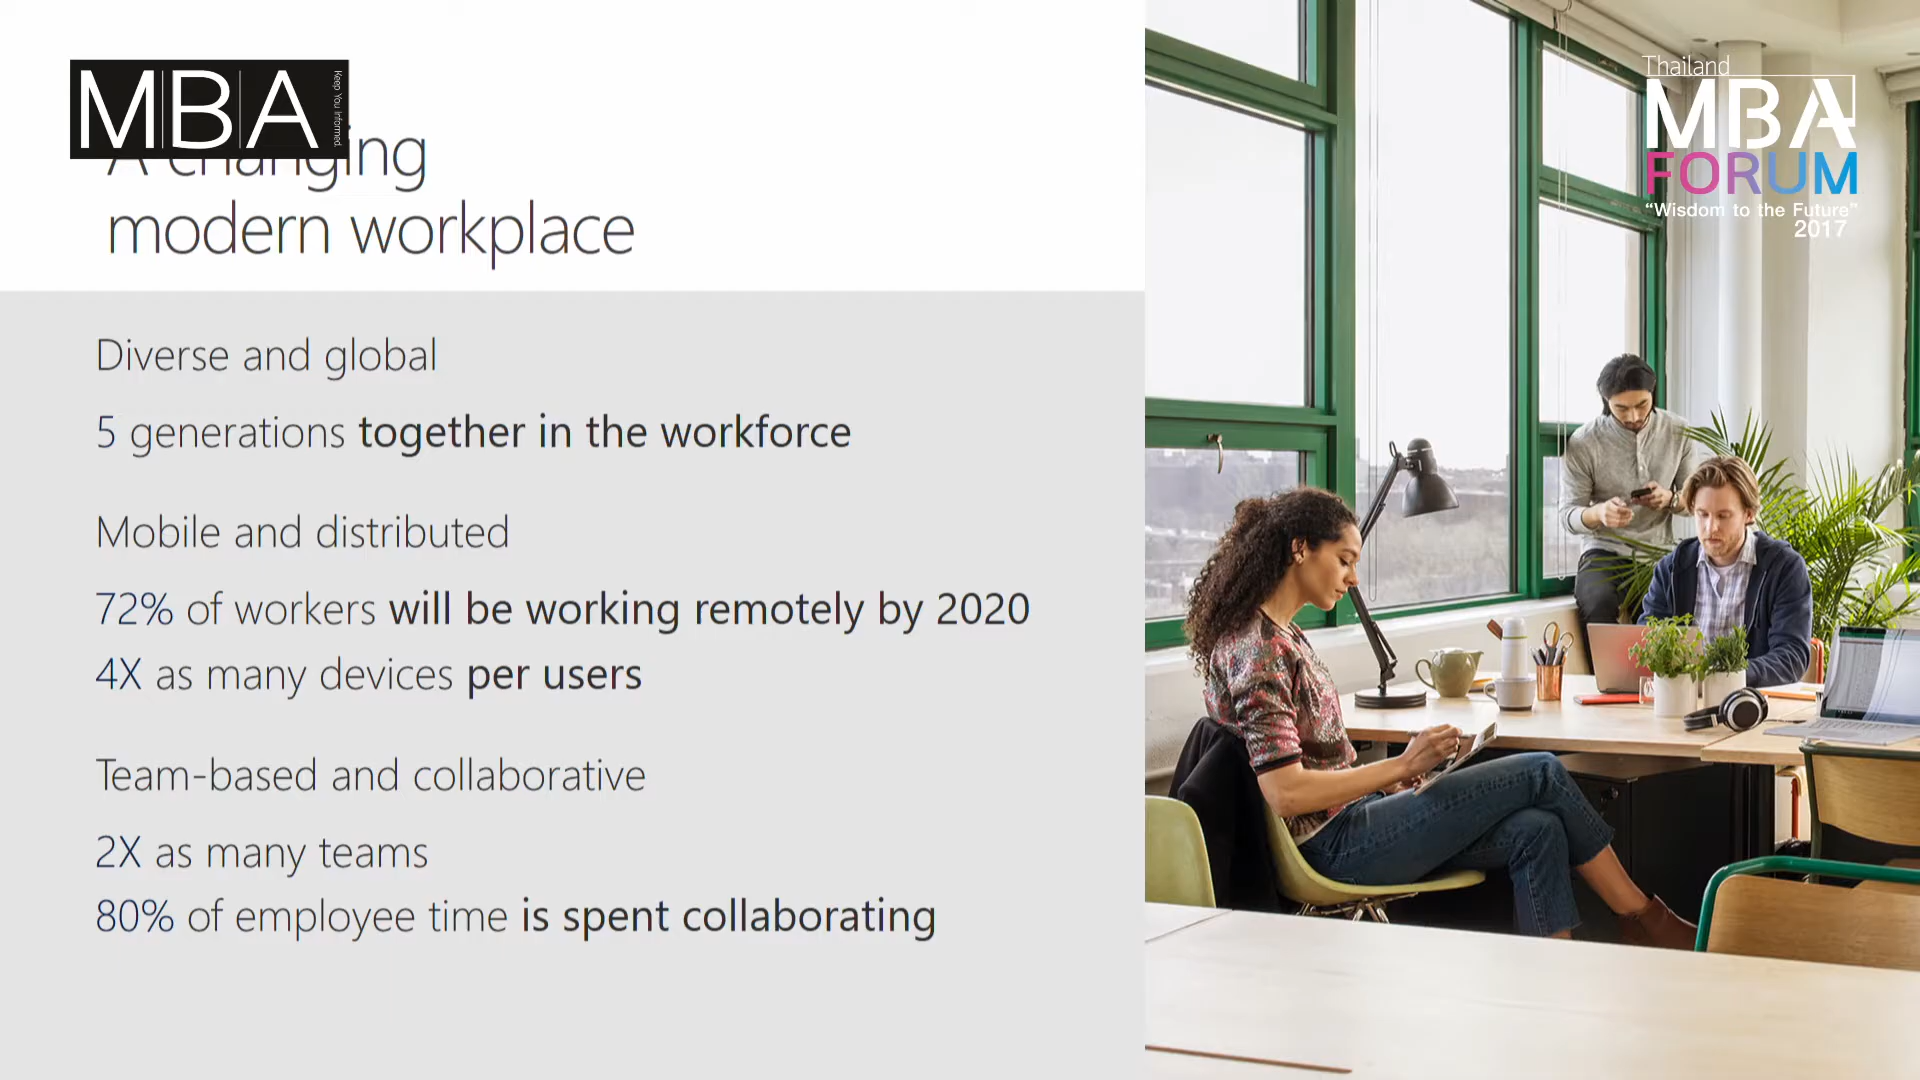 MBA
Keep You Informed.
A changing
modern workplace
Diverse and global
5 generations together in the workforce
Mobile and distributed
72% of workers will be working remotely by 2020
4X as many devices per users
Team-based and collaborative
2X as many teams
80% of employee time is spent collaborating
Thailand
MBA
FORUM
“Wisdom to the Future”
2017